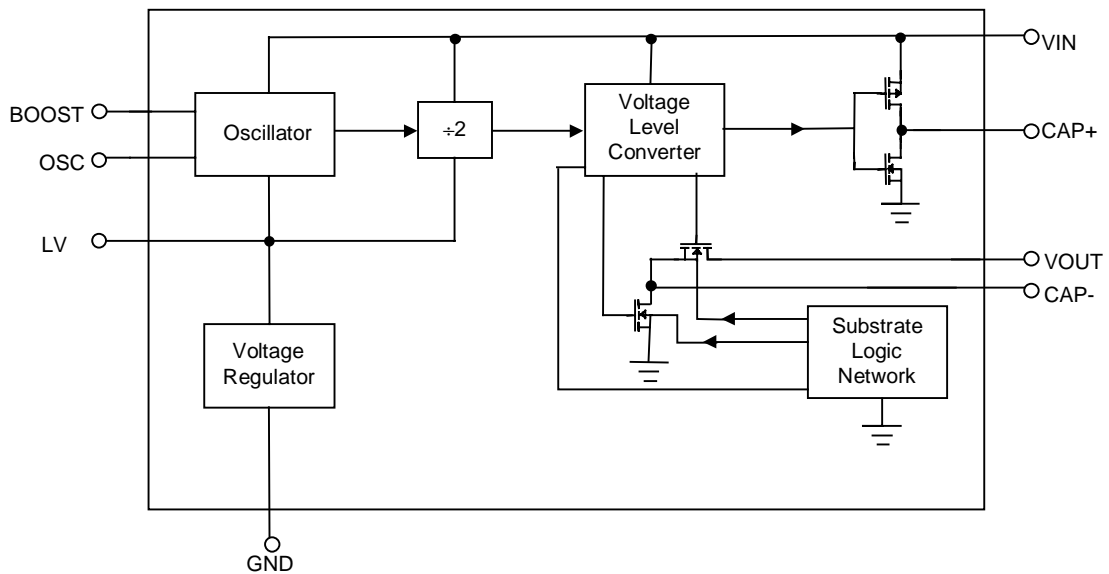 VIN
BOOST
Oscillator
÷2
Voltage
Level
Converter
CAP+
OSC
LV
VOUT
CAP-
Voltage
Regulator
Substrate
Logic
Network
GND